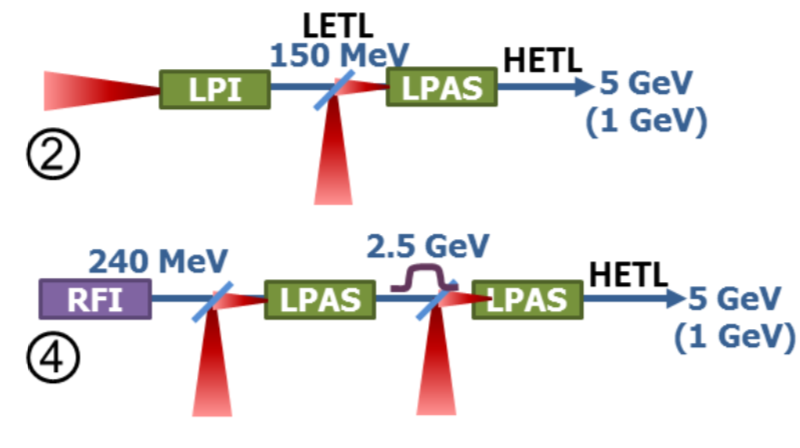 LETL
150 MeV
HETL
LPI
LPAS
5 GeV
(1 GeV)
2
2.5 GeV
240 MeV
HETL
RFI
LPAS
LPAS
5 GeV
(1 GeV)
4